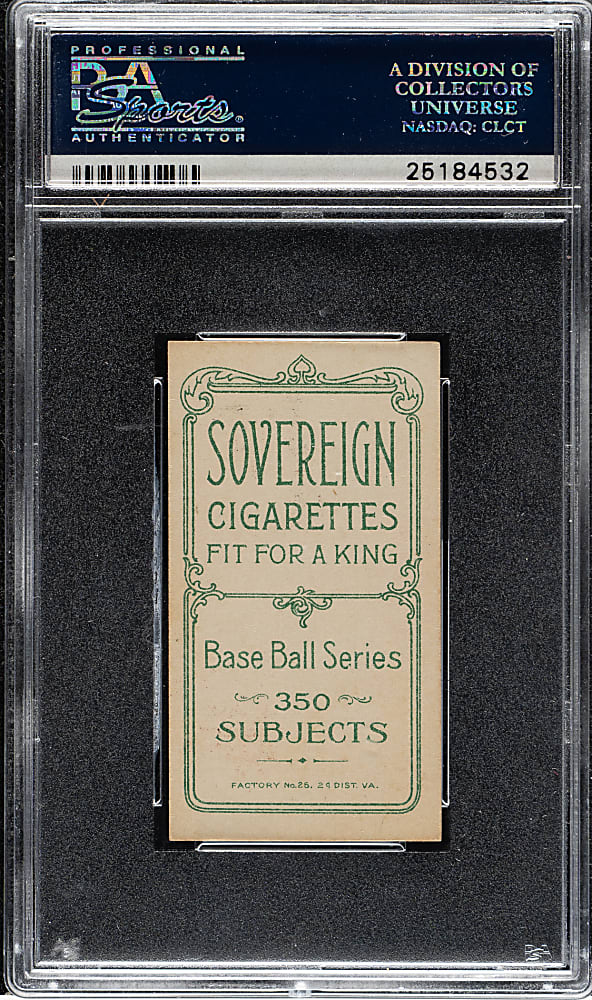 PROFESSIONAL
PSA
Sports®
AUTHENTICATOR
A DIVISION OF
COLLECTORS
UNIVERSE
NASDAQ: CLCT
25184532
SOVEREIGN
CIGARETTES
FIT FOR A KING
Base Ball Series
350
SUBJECTS
FACTORY No.25. 2d DIST. VA.
PSA